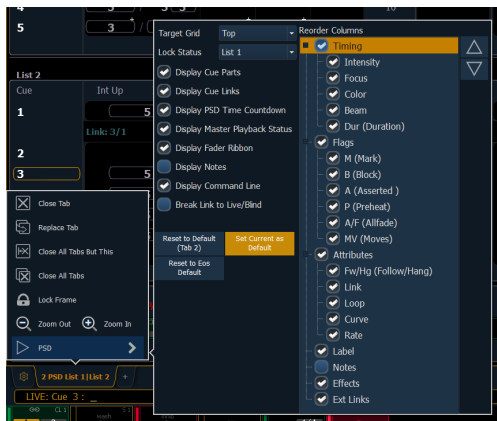 5
3
10
List 2
Cue
Int Up
1
5
Link: 3/1
2
3
5
Close Tab
Replace Tab
Close All Tabs But This
Close All Tabs
Lock Frame
Zoom Out
Zoom In
PSD
2 PSD List 1|List 2
+
LIVE: Cue 3 : _
Target Grid
Top
Lock Status
List 1
Display Cue Parts
Display Cue Links
Display PSD Time Countdown
Display Master Playback Status
Display Fader Ribbon
Display Notes
Display Command Line
Break Link to Live/Blind
Reset to Default
(Tab 2)
Set Current as
Default
Reset to Eos
Default
Reorder Columns
Timing
Intensity
Focus
Color
Beam
Dur (Duration)
Flags
M (Mark)
B (Block)
A (Asserted )
P (Preheat)
A/F (Allfade)
MV (Moves)
Attributes
Fw/Hg (Follow/Hang)
Link
Loop
Curve
Rate
Label
Notes
Effects
Ext Links